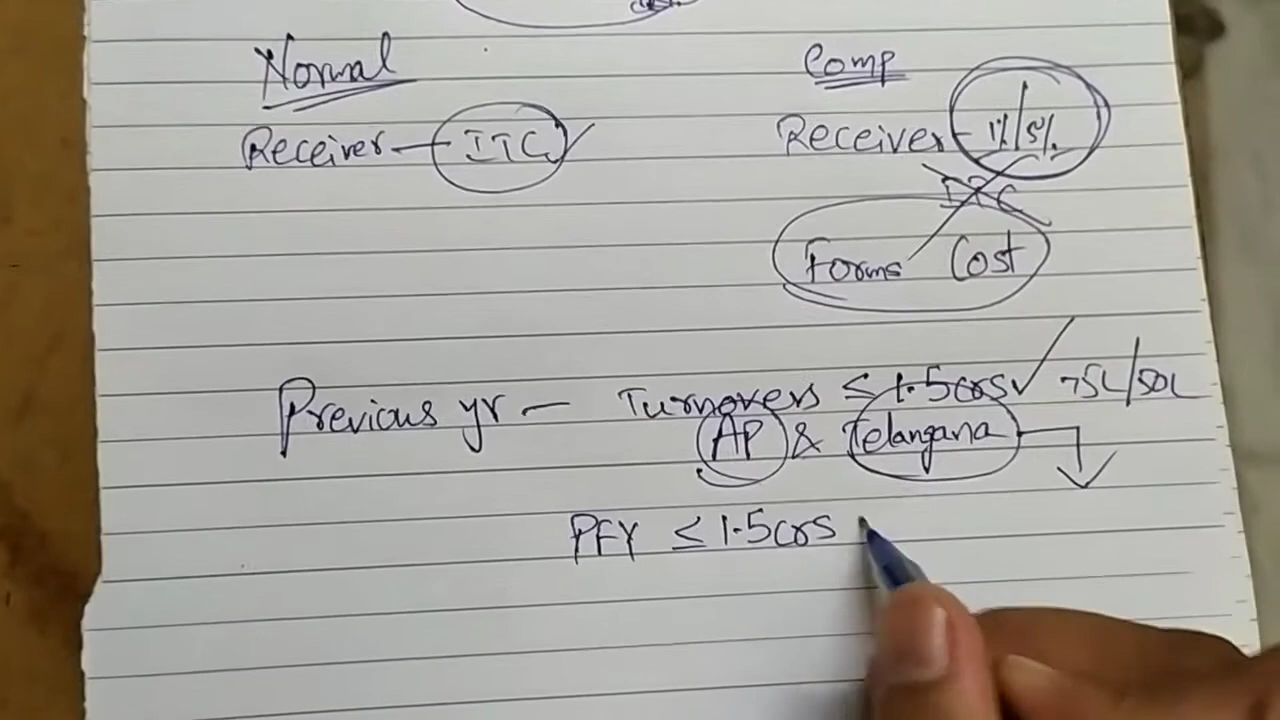 Normal Comp
Receiver — ITC ✓ Receiver — 1%/5%
ITC
Forms Cost
Previous yr — Turnovers ≤ 1.5crs ✓ 75L/50L
AP & Telangana
PFY ≤ 1.5crs